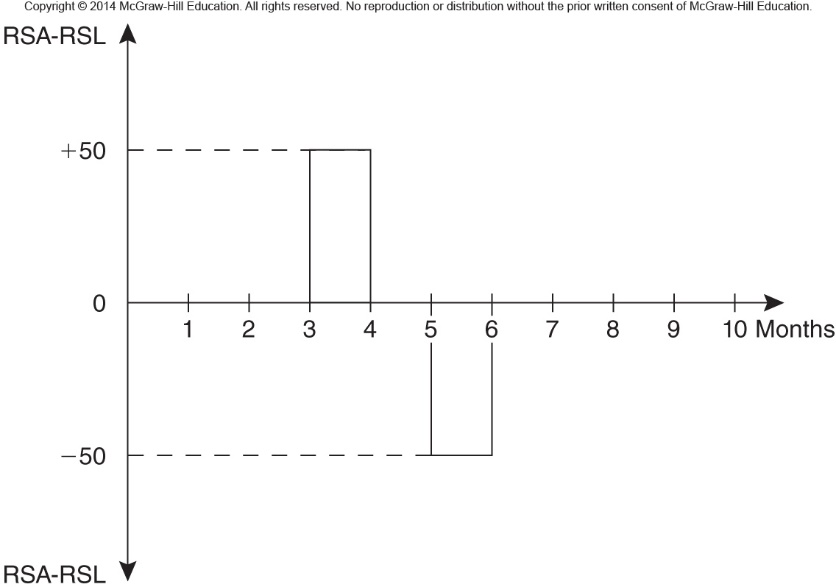 Copyright © 2014 McGraw-Hill Education. All rights reserved. No reproduction or distribution without the prior written consent of McGraw-Hill Education.
RSA-RSL
+50
0
1 2 3 4 5 6 7 8 9 10 Months
−50
RSA-RSL